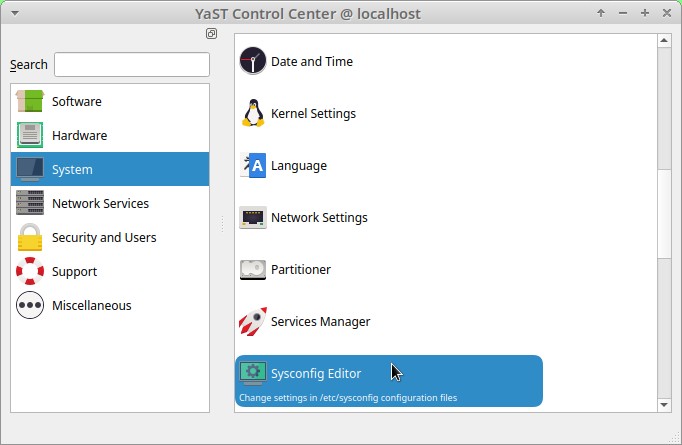 YaST Control Center @ localhost
Search
Software
Hardware
System
Network Services
Security and Users
Support
Miscellaneous
Date and Time
Kernel Settings
Language
Network Settings
Partitioner
Services Manager
Sysconfig Editor
Change settings in /etc/sysconfig configuration files